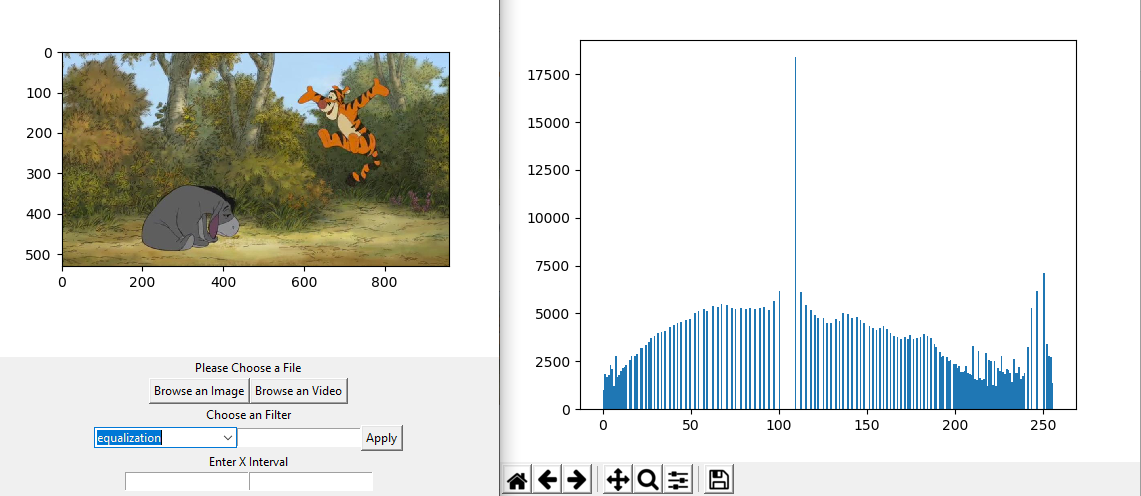 0
100
200
300
400
500
0 200 400 600 800
Please Choose a File
Browse an Image Browse an Video
Choose an Filter
equalization Apply
Enter X Interval
17500
15000
12500
10000
7500
5000
2500
0
0 50 100 150 200 250